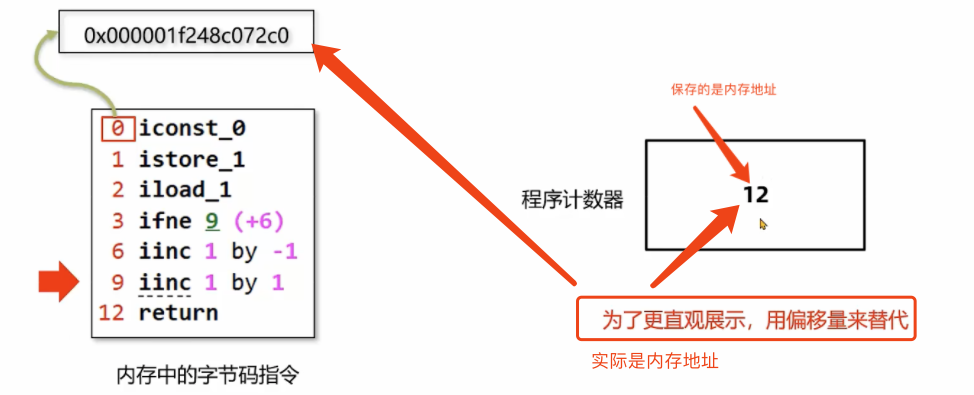 0x000001f248c072c0
保存的是内存地址
0 iconst_0
1 istore_1
2 iload_1
3 ifne 9 (+6)
6 iinc 1 by -1
9 iinc 1 by 1
12 return
内存中的字节码指令
程序计数器
12
为了更直观展示，用偏移量来替代
实际是内存地址